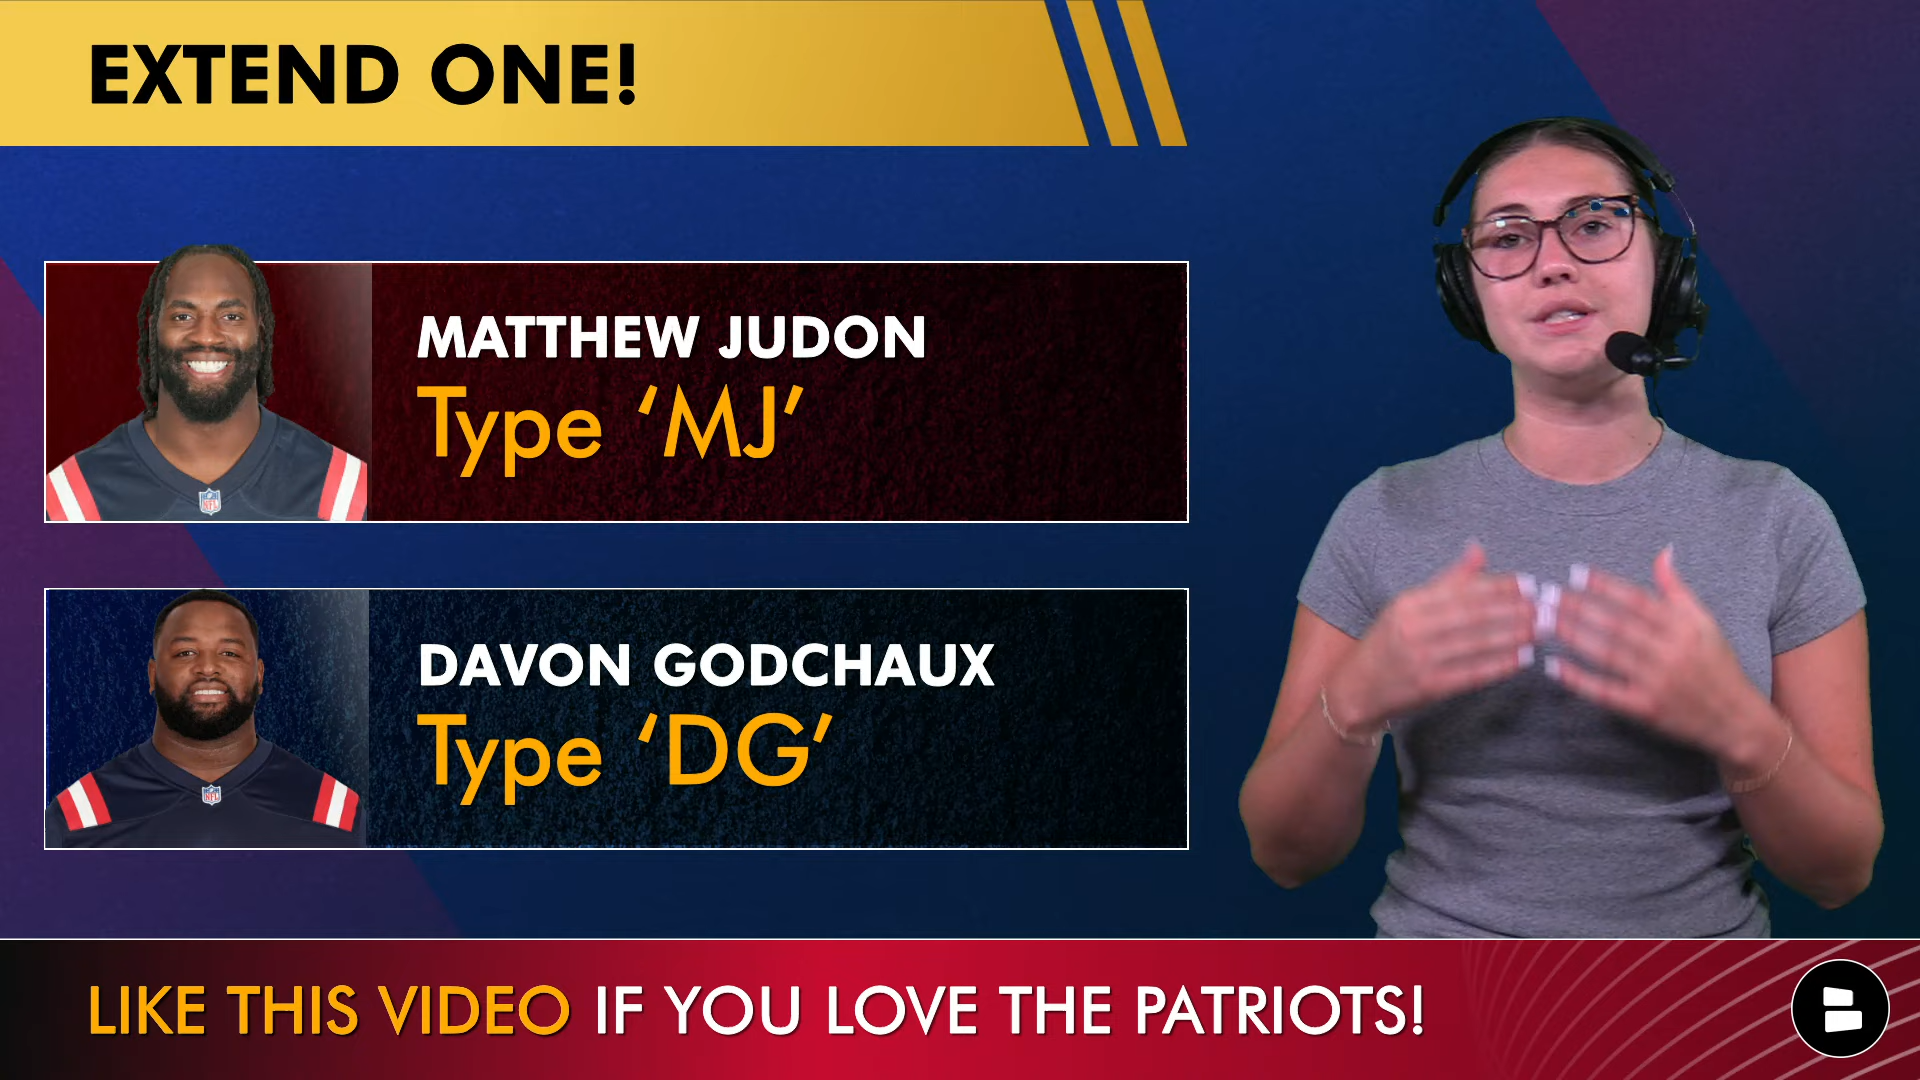 EXTEND ONE!
MATTHEW JUDON
Type ‘MJ’
DAVON GODCHAUX
Type ‘DG’
LIKE THIS VIDEO IF YOU LOVE THE PATRIOTS!